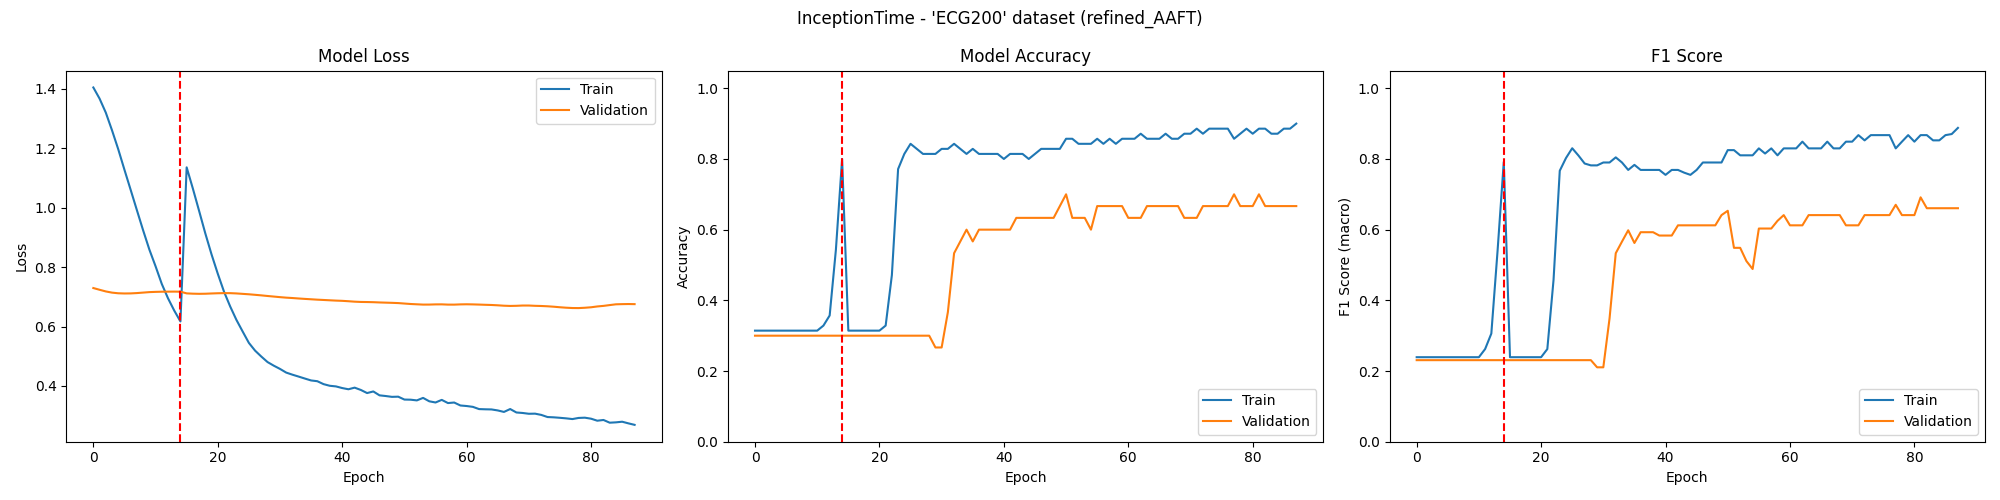 InceptionTime - 'ECG200' dataset (refined_AAFT)
Model Loss
Loss
1.4
1.2
1.0
0.8
0.6
0.4
0
20
40
60
80
Epoch
Train
Validation
Model Accuracy
Accuracy
1.0
0.8
0.6
0.4
0.2
0.0
0
20
40
60
80
Epoch
Train
Validation
F1 Score
F1 Score (macro)
1.0
0.8
0.6
0.4
0.2
0.0
0
20
40
60
80
Epoch
Train
Validation